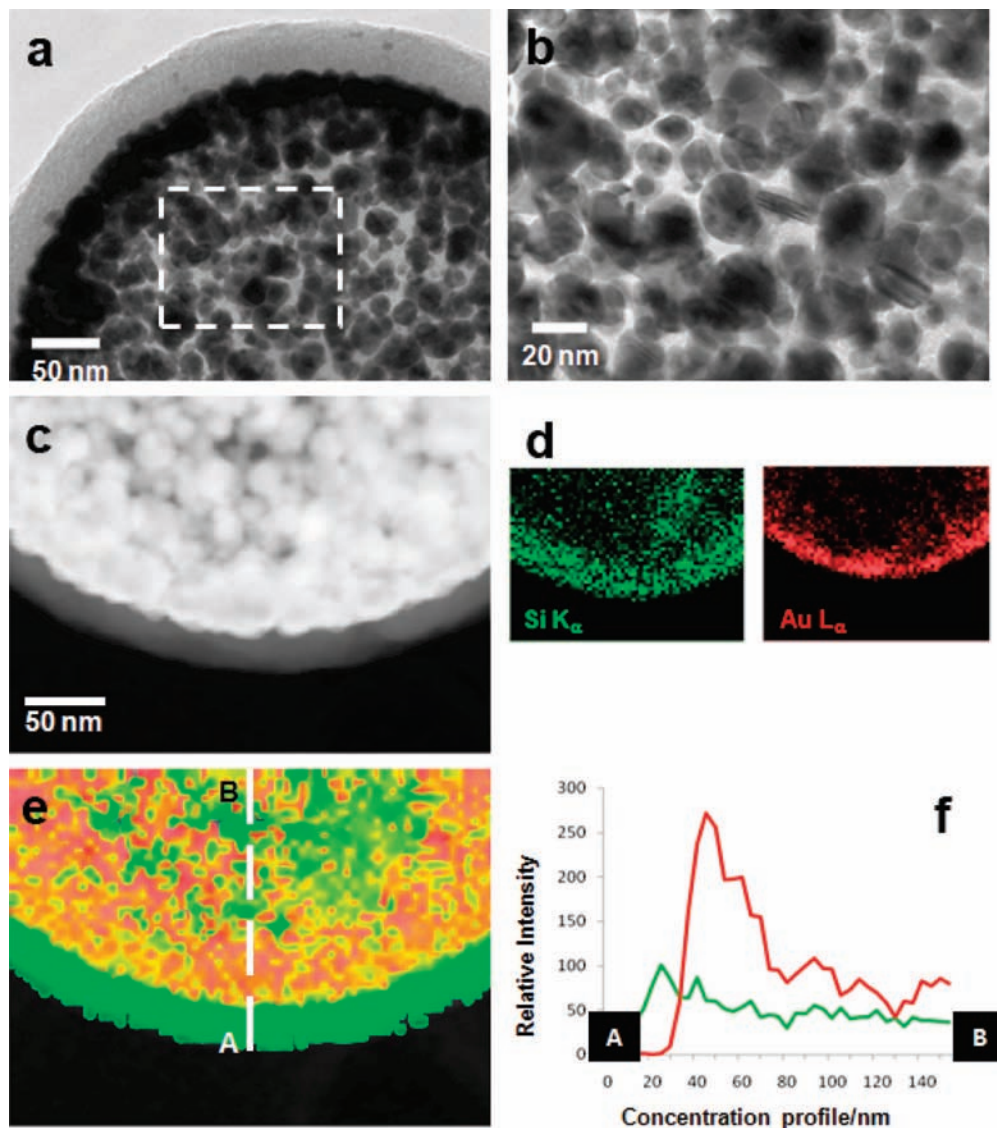 a
50 nm
b
20 nm
c
50 nm
d
Si Kα
Au Lα
e
B
A
f
Relative Intensity
300
250
200
150
100
50
0
A
B
0 20 40 60 80 100 120 140
Concentration profile/nm